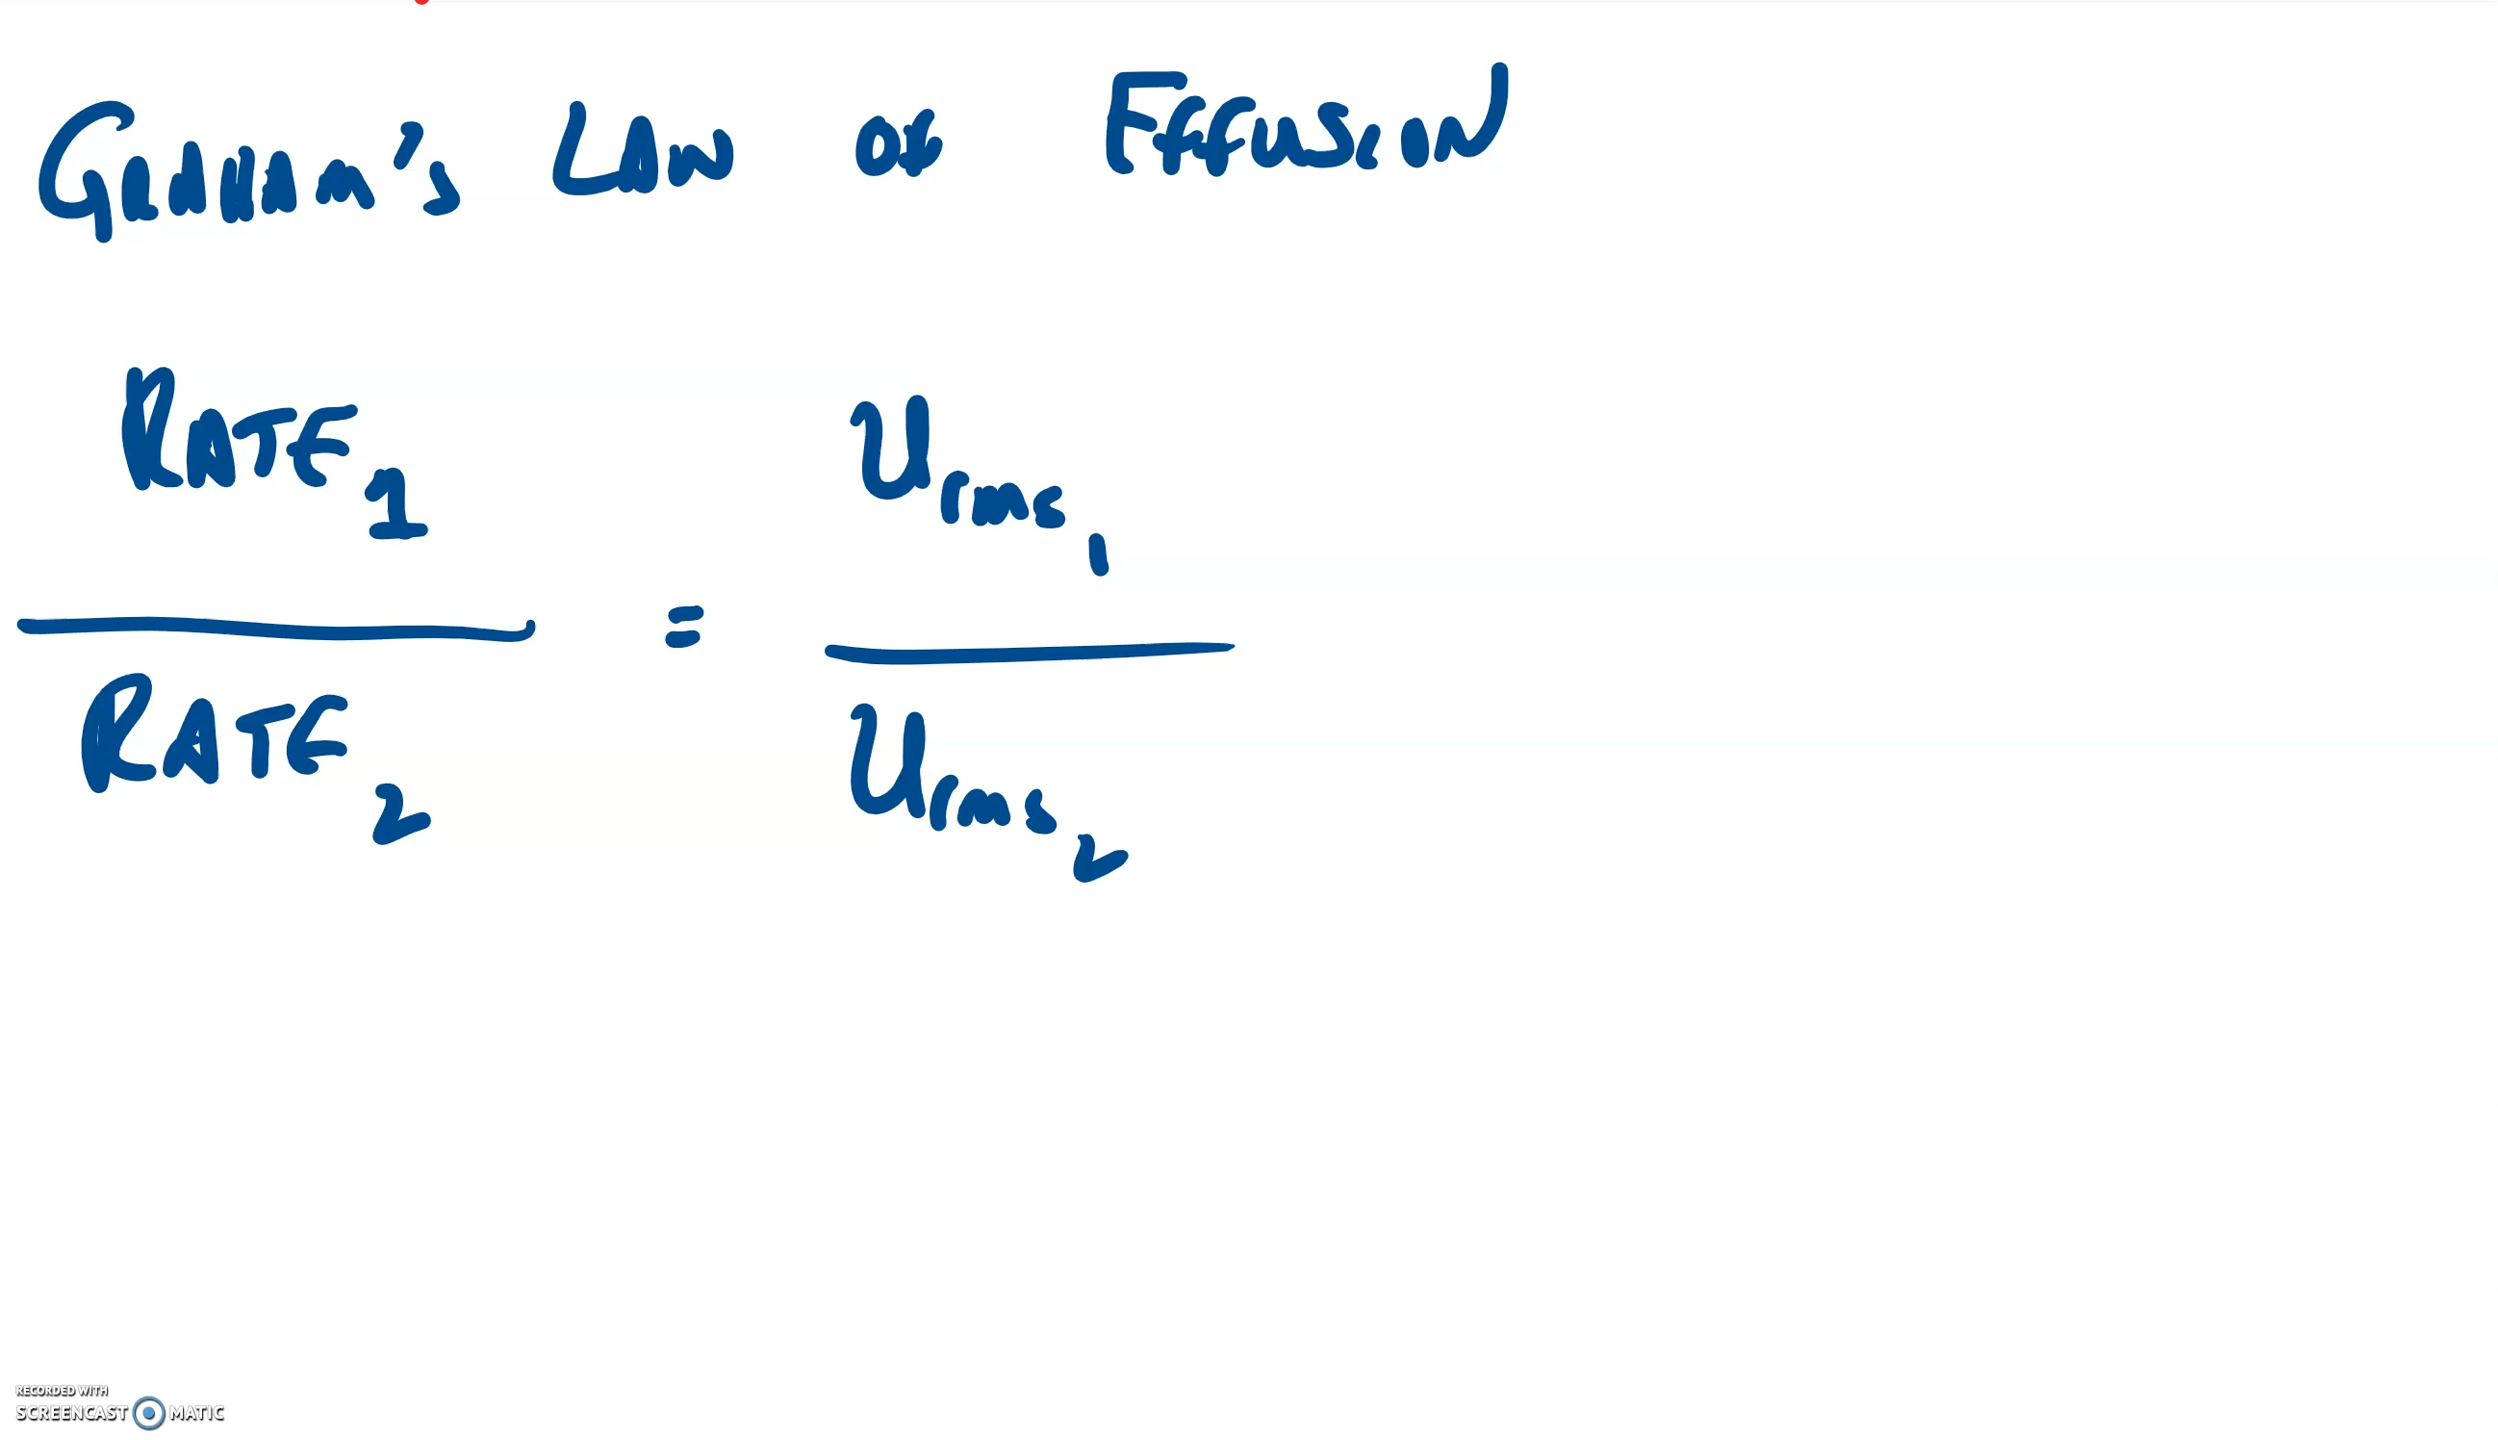 GRAHAM's LAW of EFFUSION
RATE1 = Urms1
RATE2 Urms2
RECORDED WITH
SCREENCAST MATIC